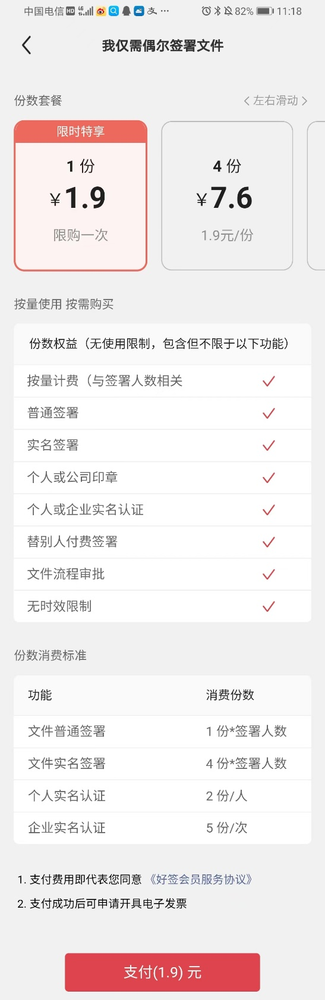 中国电信 HD 4G 82% 11:18
我仅需偶尔签署文件
份数套餐 <左右滑动>
限时特享
1 份
¥1.9
限购一次
4 份
¥7.6
1.9元/份
按量使用 按需购买
份数权益（无使用限制，包含但不限于以下功能）
按量计费（与签署人数相关
普通签署
实名签署
个人或公司印章
个人或企业实名认证
替别人付费签署
文件流程审批
无时效限制
份数消费标准
功能 消费份数
文件普通签署 1 份*签署人数
文件实名签署 4 份*签署人数
个人实名认证 2 份/人
企业实名认证 5 份/次
1. 支付费用即代表您同意 《好签会员服务协议》
2. 支付成功后可申请开具电子发票
支付(1.9) 元